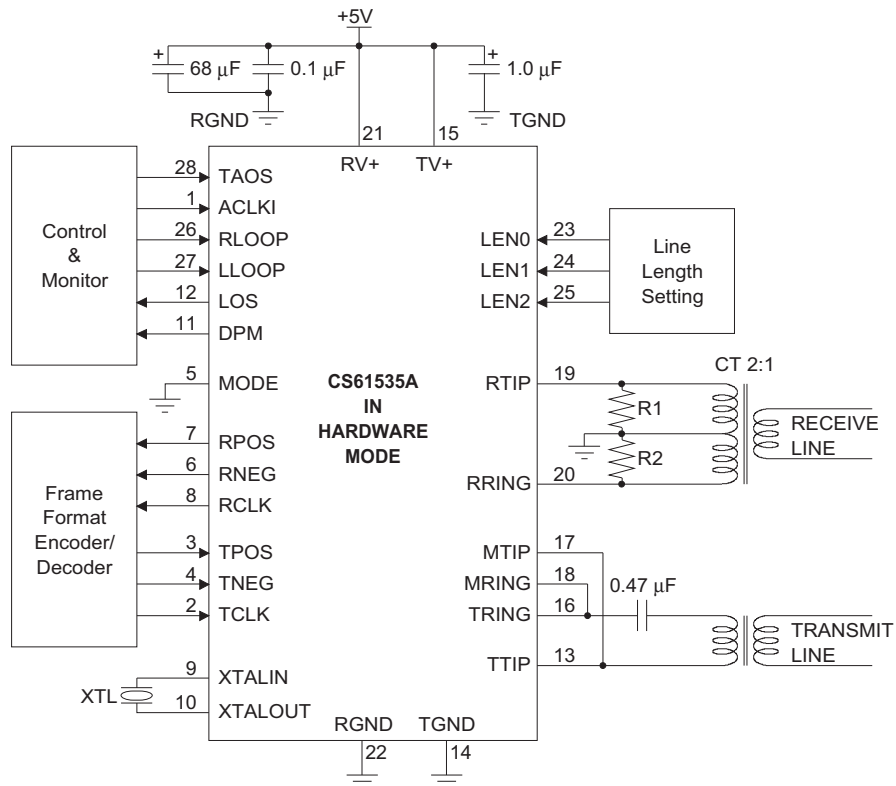 +5V
+
68 μF
0.1 μF
+
1.0 μF
RGND
21
15
TGND
RV+
TV+
Control
&
Monitor
28
TAOS
1
ACLKI
26
RLOOP
27
LLOOP
12
LOS
11
DPM
LEN0
23
LEN1
24
LEN2
25
Line
Length
Setting
5
MODE
CS61535A
IN
HARDWARE
MODE
RTIP
19
R1
R2
RRING
20
CT 2:1
RECEIVE
LINE
Frame
Format
Encoder/
Decoder
7
RPOS
6
RNEG
8
RCLK
3
TPOS
4
TNEG
2
TCLK
MTIP
17
MRING
18
TRING
16
TTIP
13
0.47 μF
TRANSMIT
LINE
XTL
9
XTALIN
10
XTALOUT
RGND
TGND
22
14